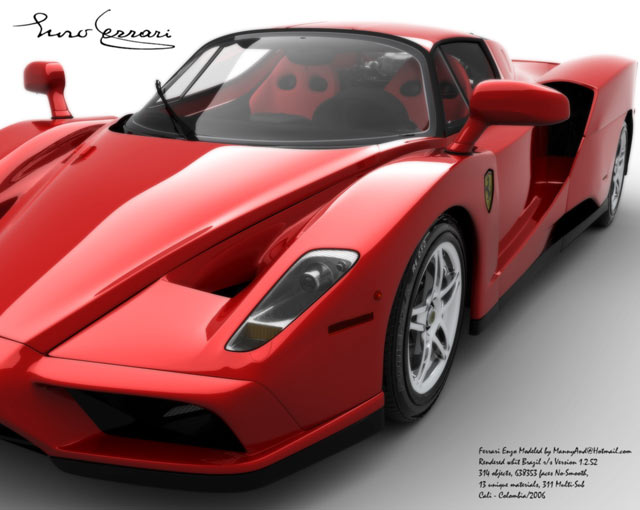 Enzo Ferrari
Ferrari Enzo Modeled by MannyAnd@Hotmail.com
Rendered whit Brazil r/s Version 1.2.52
314 objects, 638353 faces No-Smooth,
13 unique materials, 311 Multi-Sub
Cali - Colombia/2006